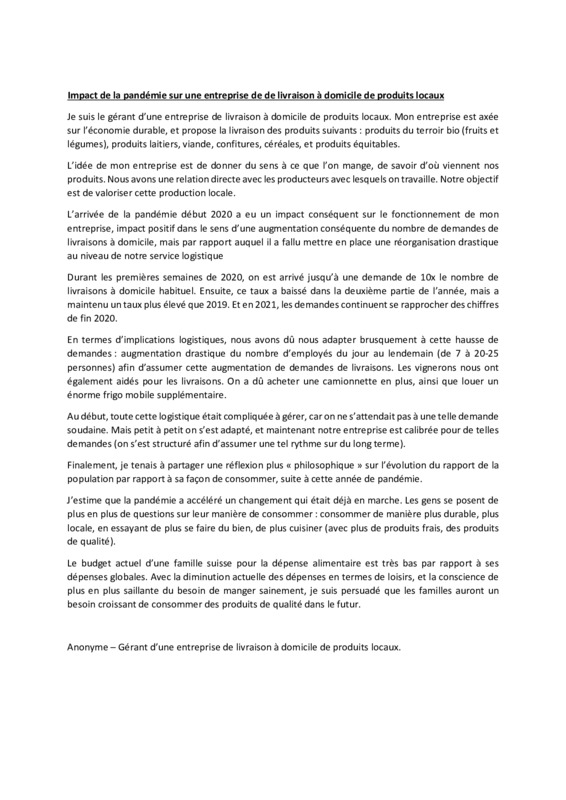 Impact de la pandémie sur une entreprise de de livraison à domicile de produits locaux
Je suis le gérant d'une entreprise de livraison à domicile de produits locaux. Mon entreprise est axée
sur l'économie durable, et propose la livraison des produits suivants : produits du terroir bio (fruits et
légumes), produits laitiers, viande, confitures, céréales, et produits équitables.
L'idée de mon entreprise est de donner du sens à ce que l'on mange, de savoir d'où viennent nos
produits. Nous avons une relation directe avec les producteurs avec lesquels on travaille. Notre objectif
est de valoriser cette production locale.
L'arrivée de la pandémie début 2020 a eu un impact conséquent sur le fonctionnement de mon
entreprise, impact positif dans le sens d'une augmentation conséquente du nombre de demandes de
livraisons à domicile, mais par rapport auquel il a fallu mettre en place une réorganisation drastique
au niveau de notre service logistique
Durant les premières semaines de 2020, on est arrivé jusqu'à une demande de 10x le nombre de
livraisons à domicile habituel. Ensuite, ce taux a baissé dans la deuxième partie de l'année, mais a
maintenu un taux plus élevé que 2019. Et en 2021, les demandes continuent se rapprocher des chiffres
de fin 2020.
En termes d'implications logistiques, nous avons dû nous adapter brusquement à cette hausse de
demandes : augmentation drastique du nombre d'employés du jour au lendemain (de 7 à 20-25
personnes) afin d'assumer cette augmentation de demandes de livraisons. Les vignerons nous ont
également aidés pour les livraisons. On a dû acheter une camionnette en plus, ainsi que louer un
énorme frigo mobile supplémentaire.
Au début, toute cette logistique était compliquée à gérer, car on ne s'attendait pas à une telle demande
soudaine. Mais petit à petit on s'est adapté, et maintenant notre entreprise est calibrée pour de telles
demandes (on s'est structuré afin d'assumer une tel rythme sur du long terme).
Finalement, je tenais à partager une réflexion plus « philosophique » sur l'évolution du rapport de la
population par rapport à sa façon de consommer, suite à cette année de pandémie.
J'estime que la pandémie a accéléré un changement qui était déjà en marche. Les gens se posent de
plus en plus de questions sur leur manière de consommer : consommer de manière plus durable, plus
locale, en essayant de plus se faire du bien, de plus cuisiner (avec plus de produits frais, des produits
de qualité).
Le budget actuel d'une famille suisse pour la dépense alimentaire est très bas par rapport à ses
dépenses globales. Avec la diminution actuelle des dépenses en termes de loisirs, et la conscience de
plus en plus saillante du besoin de manger sainement, je suis persuadé que les familles auront un
besoin croissant de consommer des produits de qualité dans le futur.
Anonyme – Gérant d'une entreprise de livraison à domicile de produits locaux.